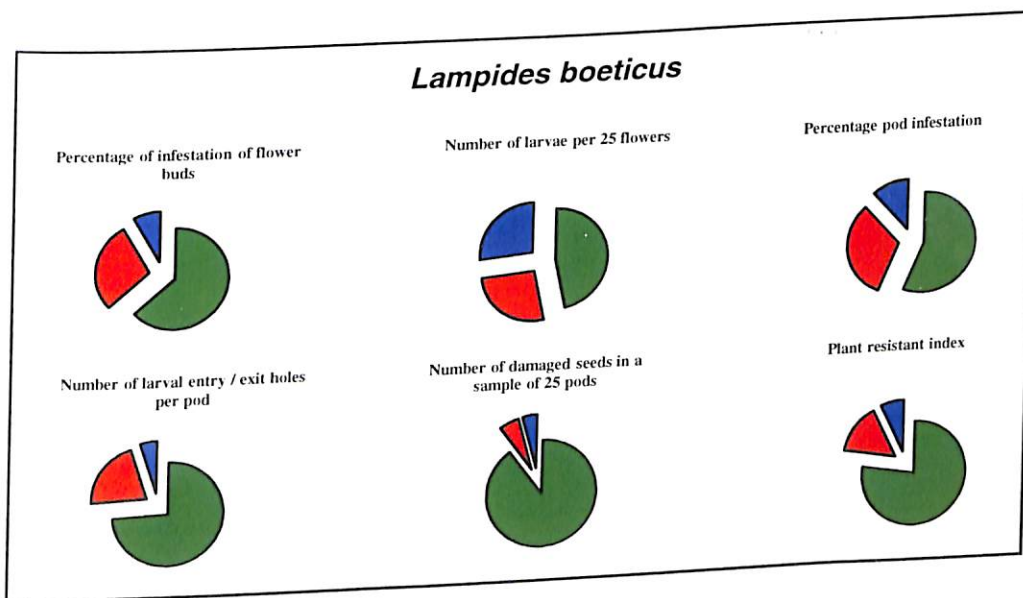 Lampides boeticus
Percentage of infestation of flower
buds
Number of larvae per 25 flowers
Percentage pod infestation
Number of larval entry / exit holes
per pod
Number of damaged seeds in a
sample of 25 pods
Plant resistant index